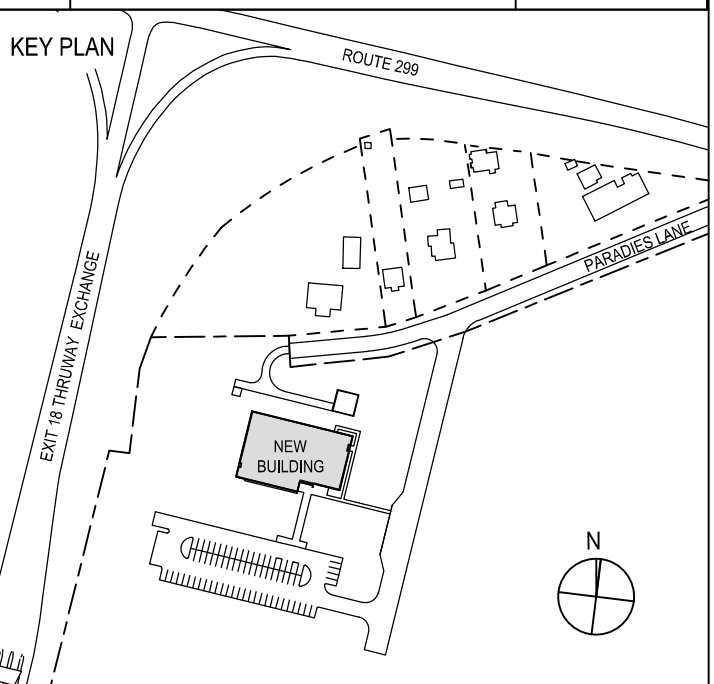 KEY PLAN
ROUTE 299
PARADIES LANE
EXIT 18 THRUWAY EXCHANGE
NEW
BUILDING
N